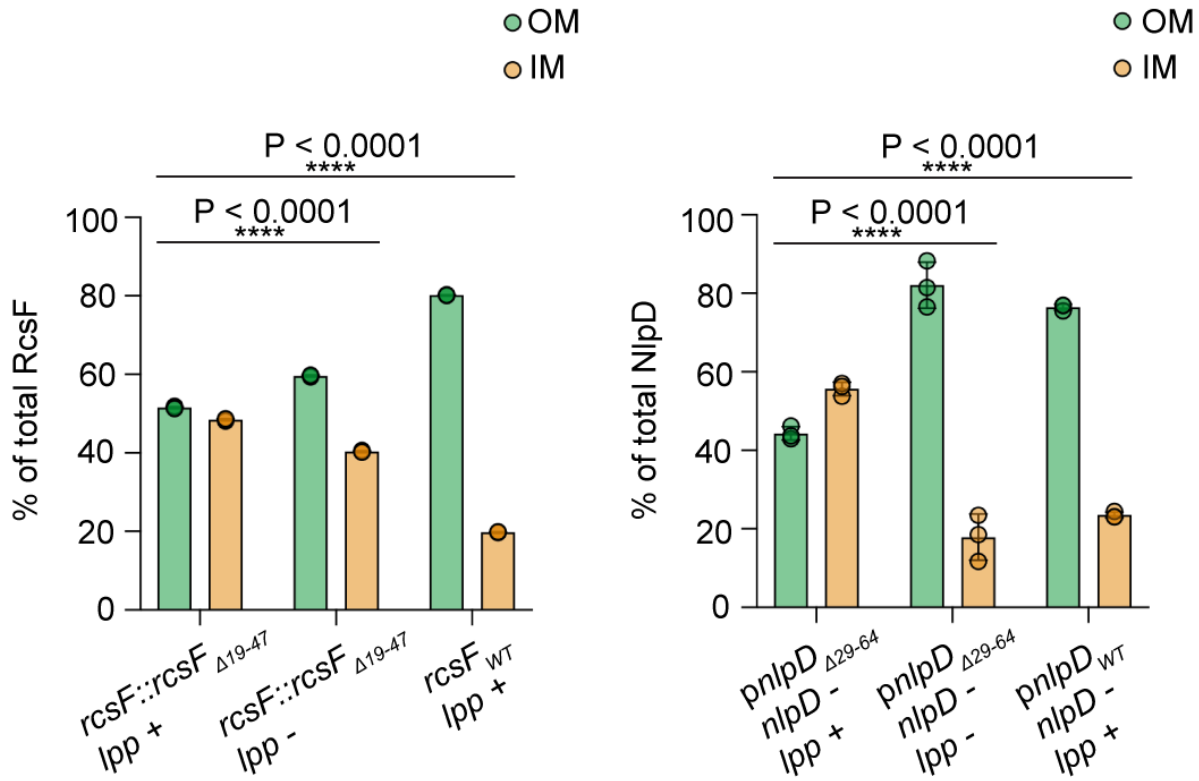 OM
IM
P < 0.0001
****
P < 0.0001
****
100
80
60
40
20
0
% of total RcsF
rcsF::rcsF Δ19-47
lpp +
rcsF::rcsF Δ19-47
lpp -
rcsF WT
lpp +
OM
IM
P < 0.0001
****
P < 0.0001
****
100
80
60
40
20
0
% of total NlpD
pnlpD Δ29-64
nlpD -
lpp +
pnlpD Δ29-64
nlpD -
lpp -
pnlpD WT
nlpD -
lpp +